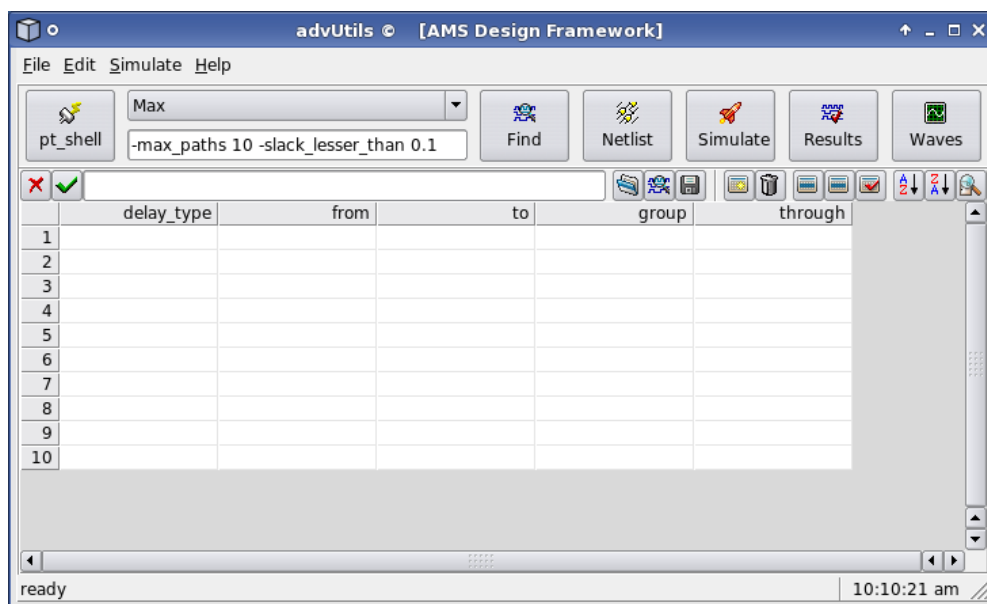 advUtils © [AMS Design Framework]
File Edit Simulate Help
pt_shell
Max
-max_paths 10 -slack_lesser_than 0.1
Find
Netlist
Simulate
Results
Waves
delay_type from to group through
1
2
3
4
5
6
7
8
9
10
ready 10:10:21 am